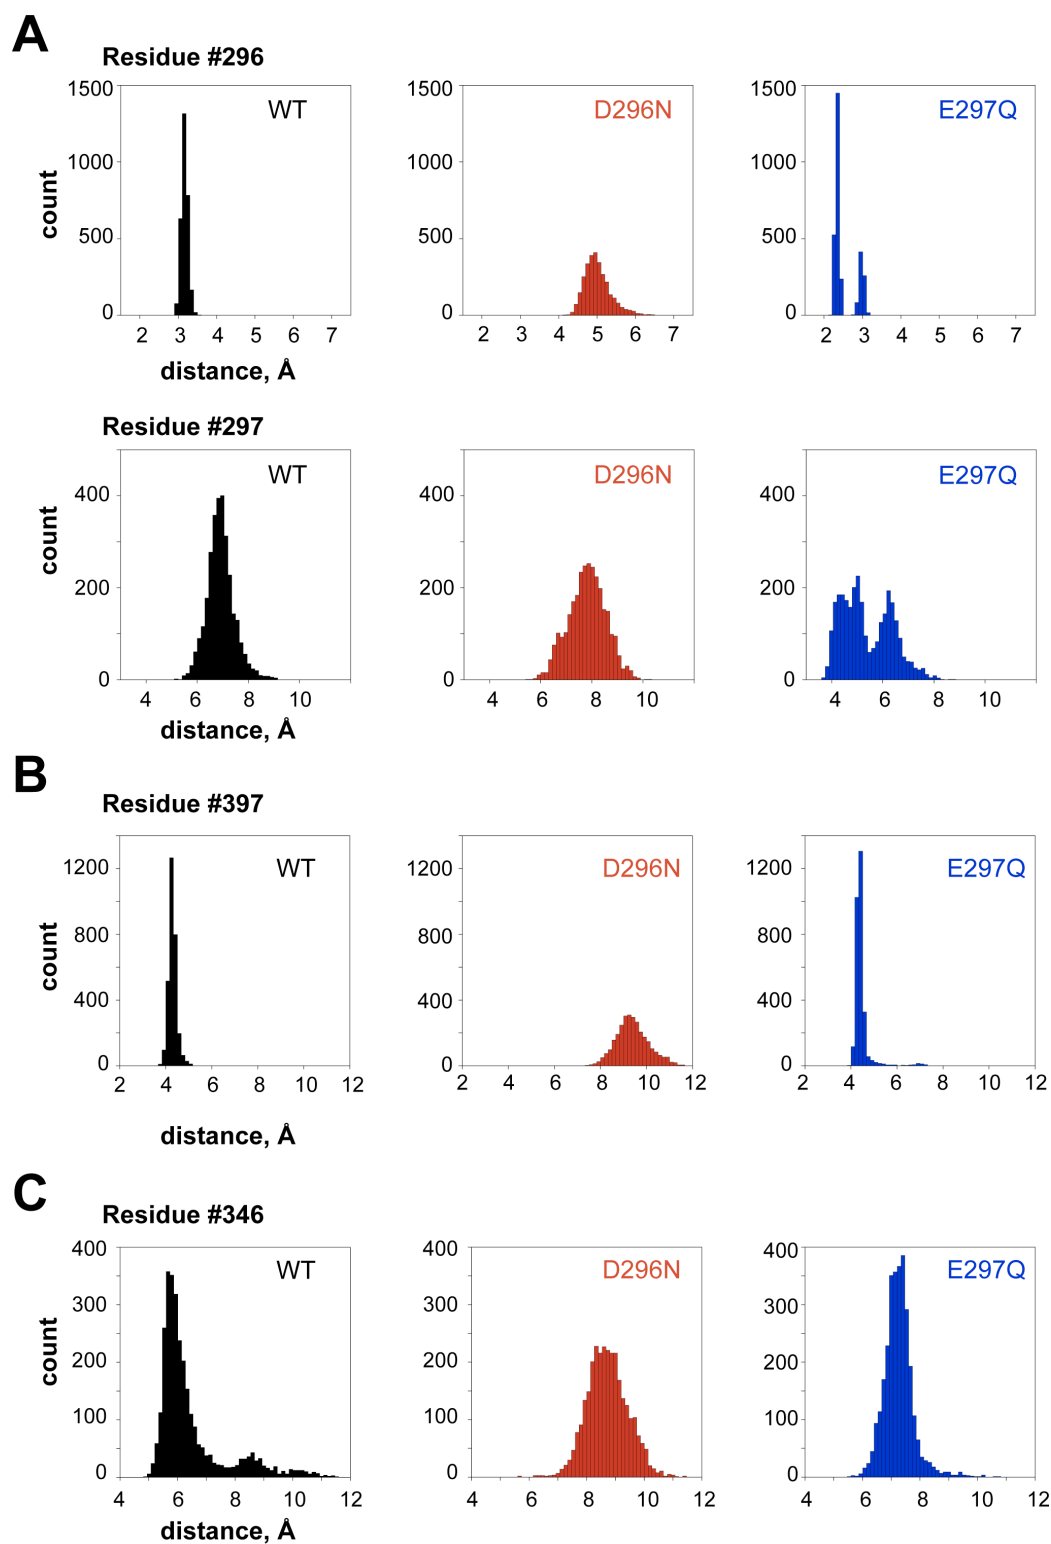 A
Residue #296
WT
D296N
E297Q
count
1500
1000
500
0
2 3 4 5 6 7
1500
1000
500
0
2 3 4 5 6 7
1500
1000
500
0
2 3 4 5 6 7
distance, Å
Residue #297
WT
D296N
E297Q
count
400
200
0
4 6 8 10
400
200
0
4 6 8 10
400
200
0
4 6 8 10
distance, Å
B
Residue #397
WT
D296N
E297Q
count
1200
800
400
0
2 4 6 8 10 12
1200
800
400
0
2 4 6 8 10 12
1200
800
400
0
2 4 6 8 10 12
distance, Å
C
Residue #346
WT
D296N
E297Q
count
400
300
200
100
0
4 6 8 10 12
400
300
200
100
0
4 6 8 10 12
400
300
200
100
0
4 6 8 10 12
distance, Å